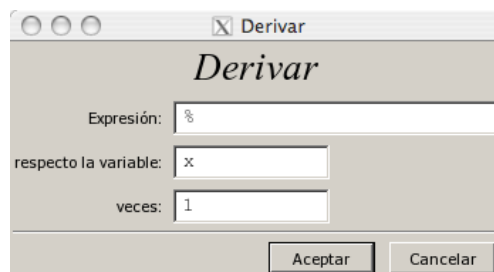 Derivar
Derivar
Expresión: %
respecto la variable: x
veces: 1
Aceptar Cancelar